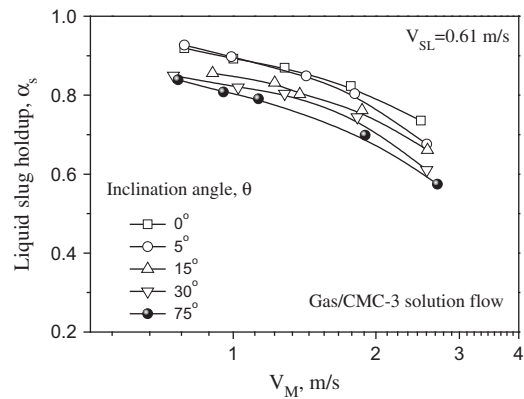 V_SL=0.61 m/s
Liquid slug holdup, α_s
1.0
0.8
0.6
0.4
0.2
Inclination angle, θ
0°
5°
15°
30°
75°
Gas/CMC-3 solution flow
1
2
3
4
V_M, m/s